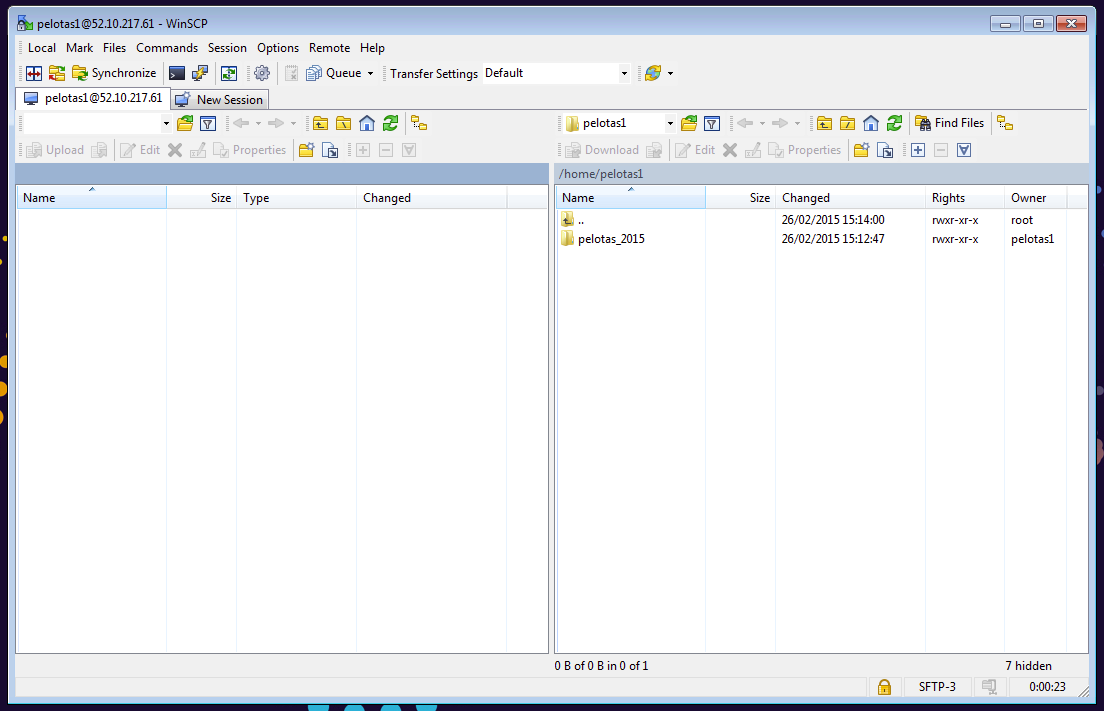 pelotas1@52.10.217.61 - WinSCP
Local Mark Files Commands Session Options Remote Help
Synchronize Queue Transfer Settings Default
pelotas1@52.10.217.61 New Session
pelotas1 Find Files
Upload Edit Properties Download Edit Properties
/home/pelotas1
Name Size Type Changed Name Size Changed Rights Owner
.. 26/02/2015 15:14:00 rwxr-xr-x root
pelotas_2015 26/02/2015 15:12:47 rwxr-xr-x pelotas1
0 B of 0 B in 0 of 1 7 hidden
SFTP-3 0:00:23